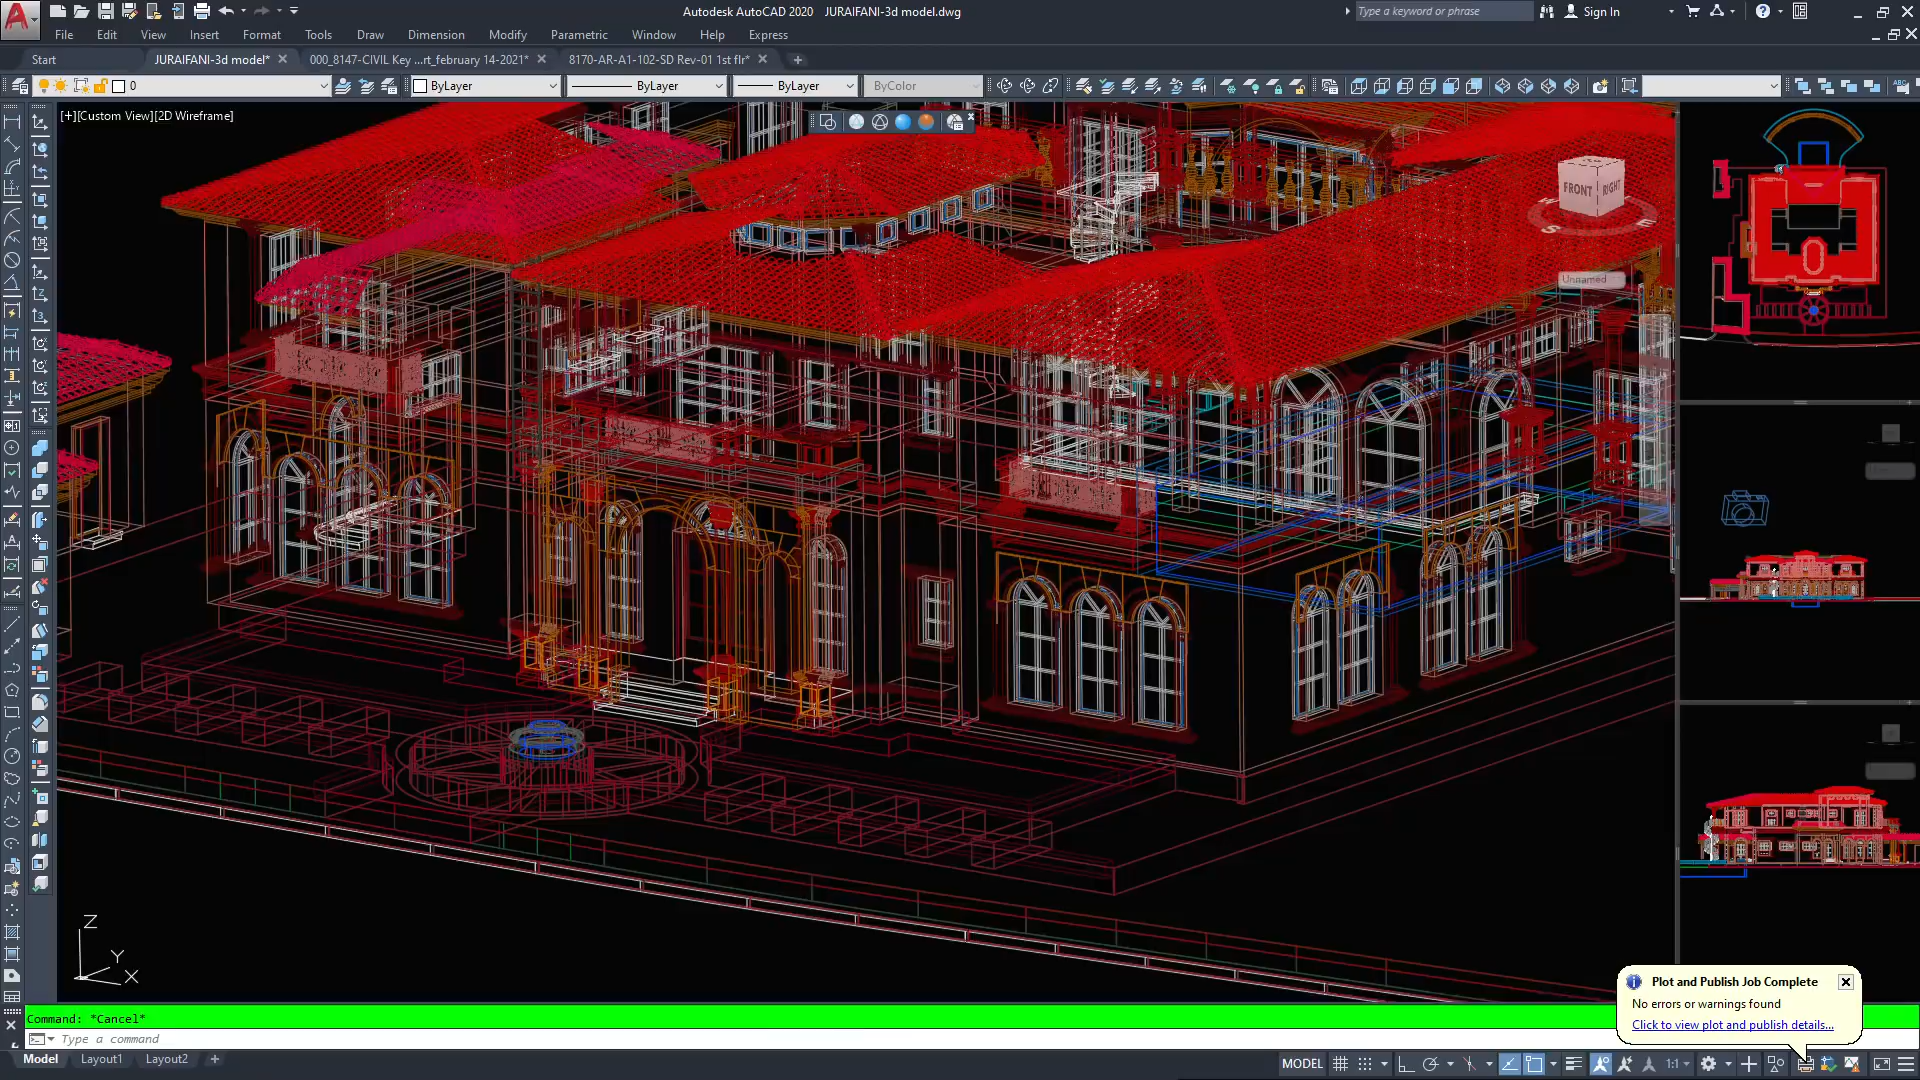 Autodesk AutoCAD 2020 JURAIFANI-3d model.dwg
Type a keyword or phrase
Sign In
File Edit View Insert Format Tools Draw Dimension Modify Parametric Window Help Express
Start
JURAIFANI-3d model*
000_8147-CIVIL Key ...rt_february 14-2021*
8170-AR-A1-102-SD Rev-01 1st flr*
0
ByLayer
ByLayer
ByLayer
ByColor
[+][Custom View][2D Wireframe]
FRONT
RIGHT
S
E
Unnamed
Z
Y
X
Plot and Publish Job Complete
No errors or warnings found
Click to view plot and publish details...
Command: *Cancel*
Type a command
Model Layout1 Layout2
MODEL
1:1